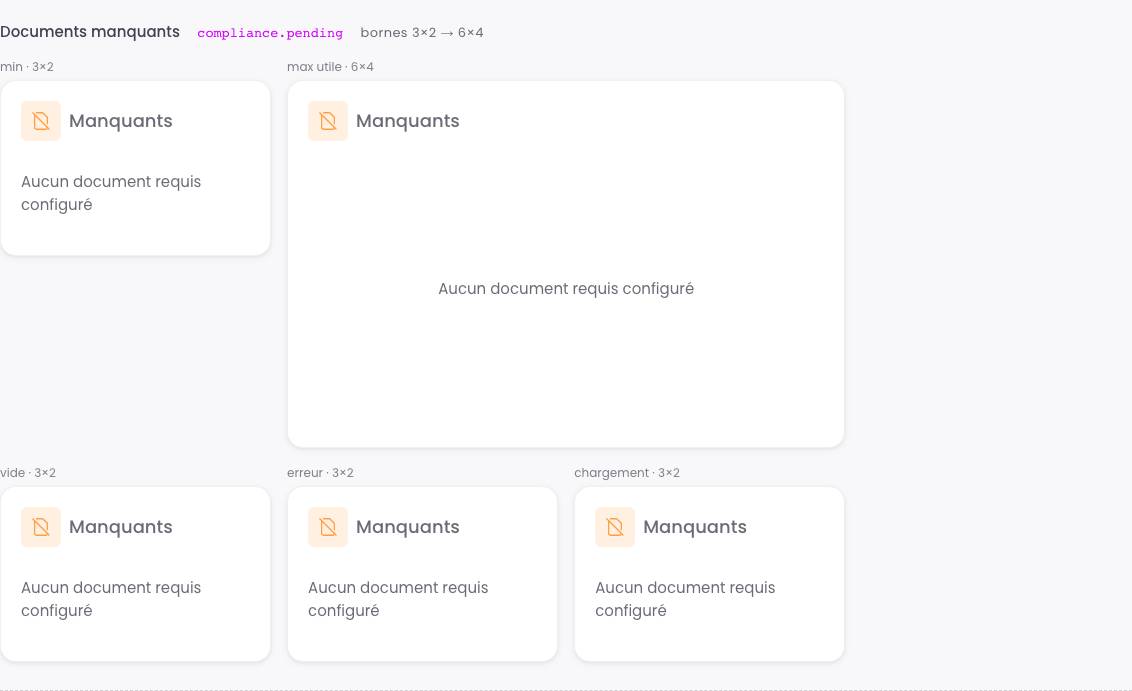 Documents manquants compliance.pending bornes 3×2 → 6×4
min · 3×2
max utile · 6×4
Manquants
Aucun document requis
configuré
Manquants
Aucun document requis configuré
vide · 3×2
erreur · 3×2
chargement · 3×2
Manquants
Aucun document requis
configuré
Manquants
Aucun document requis
configuré
Manquants
Aucun document requis
configuré